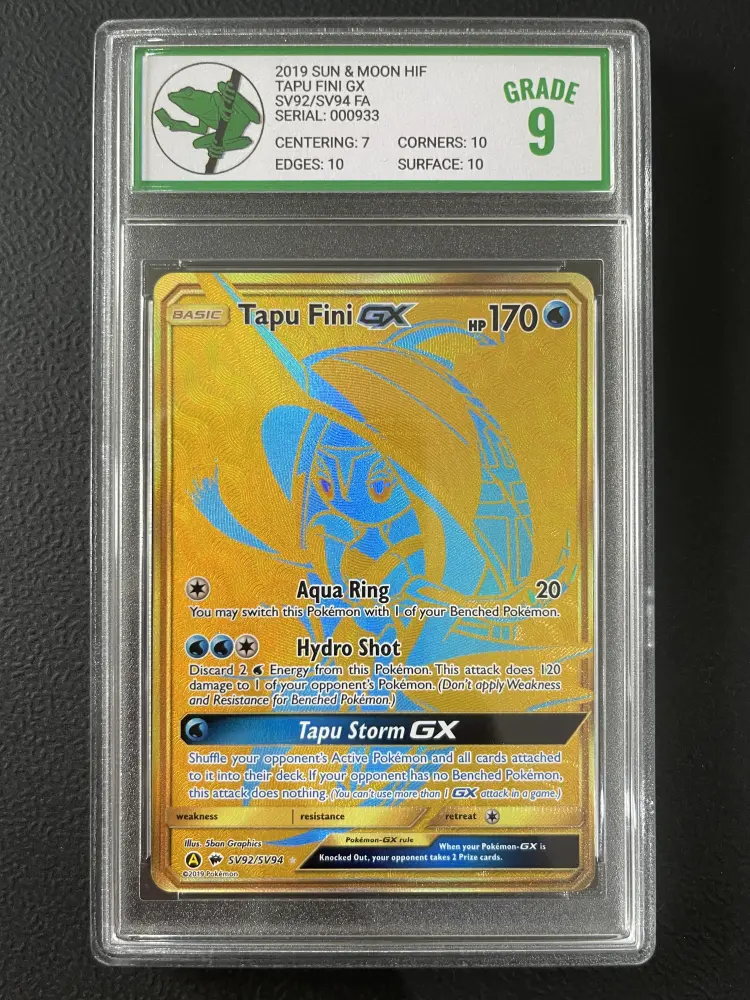 2019 SUN & MOON HIF
TAPU FINI GX
SV92/SV94 FA
SERIAL: 000933
CENTERING: 7 CORNERS: 10
EDGES: 10 SURFACE: 10
GRADE
9
BASIC Tapu Fini GX HP 170
Aqua Ring 20
You may switch this Pokémon with 1 of your Benched Pokémon.
Hydro Shot
Discard 2 Energy from this Pokémon. This attack does 120
damage to 1 of your opponent's Pokémon. (Don't apply Weakness
and Resistance for Benched Pokémon.)
Tapu Storm GX
Shuffle your opponent's Active Pokémon and all cards attached
to it into their deck. If your opponent has no Benched Pokémon,
this attack does nothing. (You can't use more than 1 GX attack in a game.)
weakness resistance retreat
Illus. 5ban Graphics
A SV92/SV94
©2019 Pokémon
Pokémon-GX rule
When your Pokémon-GX is
Knocked Out, your opponent takes 2 Prize cards.